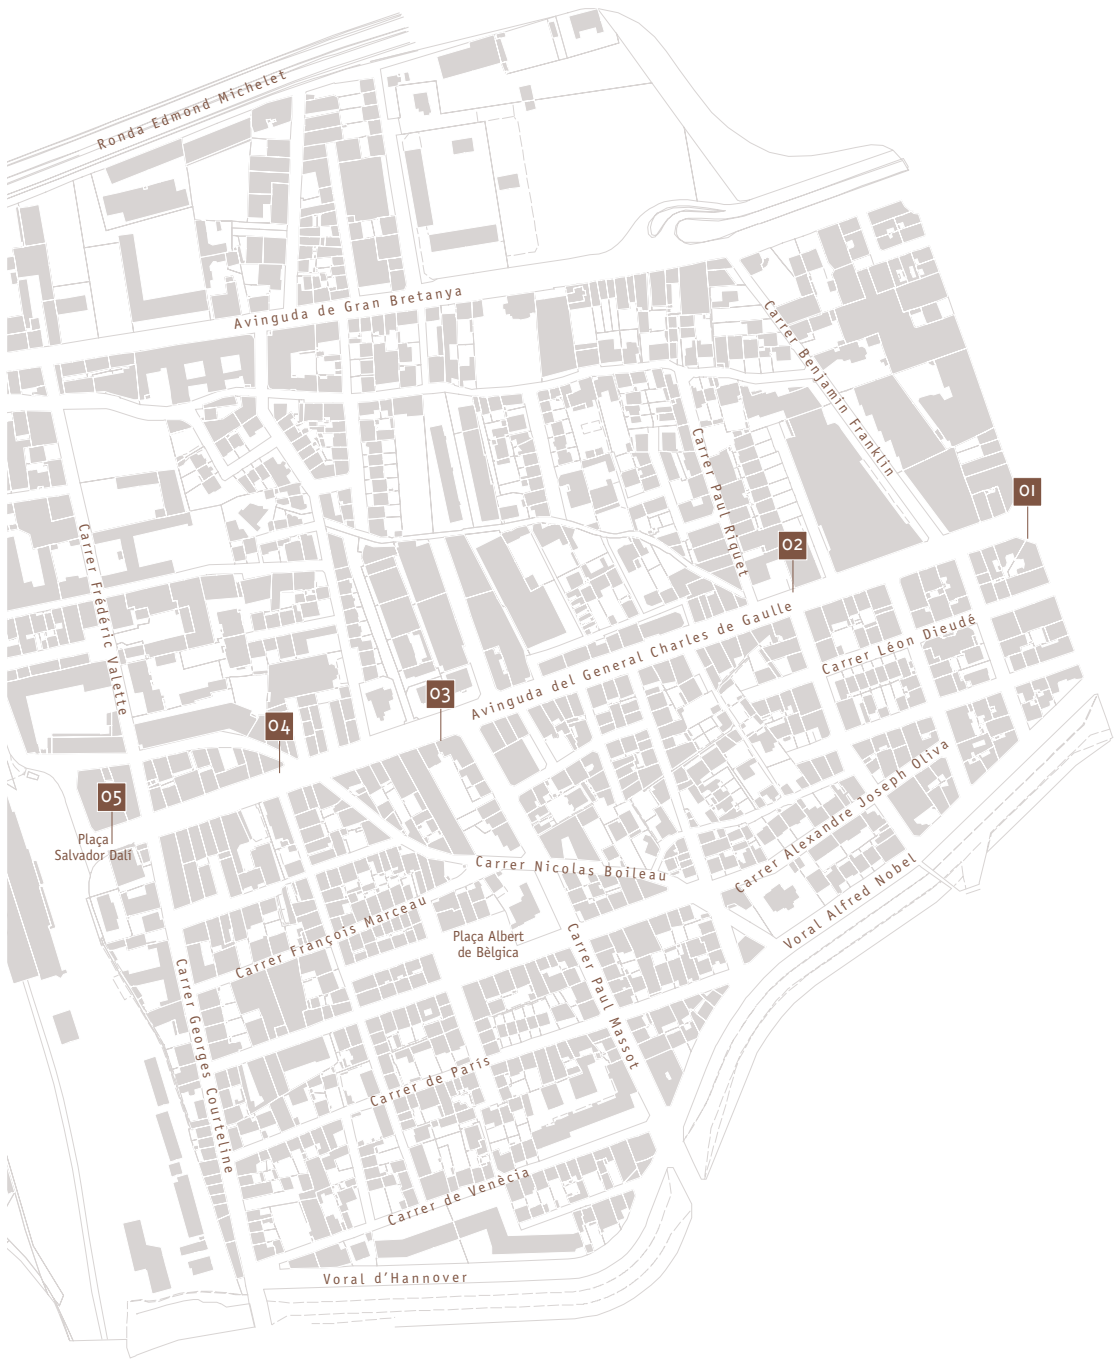 Ronda Edmond Michelet
Avinguda de Gran Bretanya
Carrer Benjamin Franklin
Carrer Paul Riquet
01
02
Carrer Frédéric Valette
Avinguda del General Charles de Gaulle
Carrer Léon Dieudé
03
04
05
Plaça
Salvador Dalí
Carrer Alexandre Joseph Oliva
Carrer Nicolas Boileau
Voral Alfred Nobel
Carrer François Marceau
Plaça Albert
de Bèlgica
Carrer Paul Massot
Carrer Georges Courteline
Carrer de París
Carrer de Venècia
Voral d'Hannover